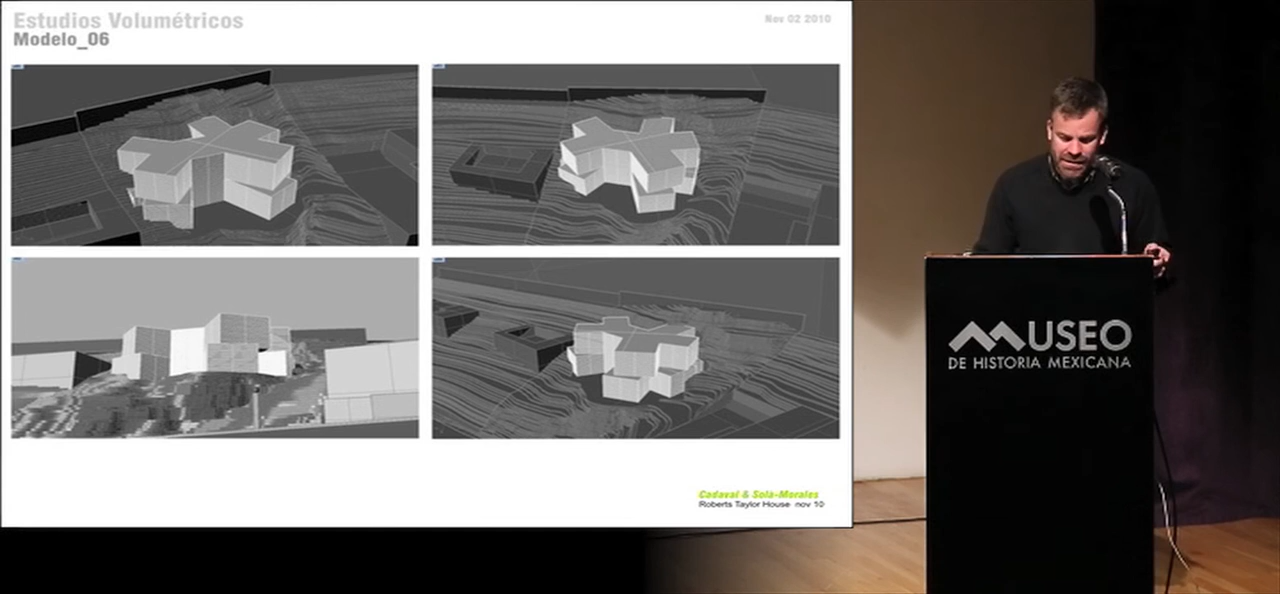 Estudios Volumétricos
Nov 02 2010
Modelo_06
Cadaval & Solà-Morales
Roberts Taylor House nov 10
MUSEO
DE HISTORIA MEXICANA